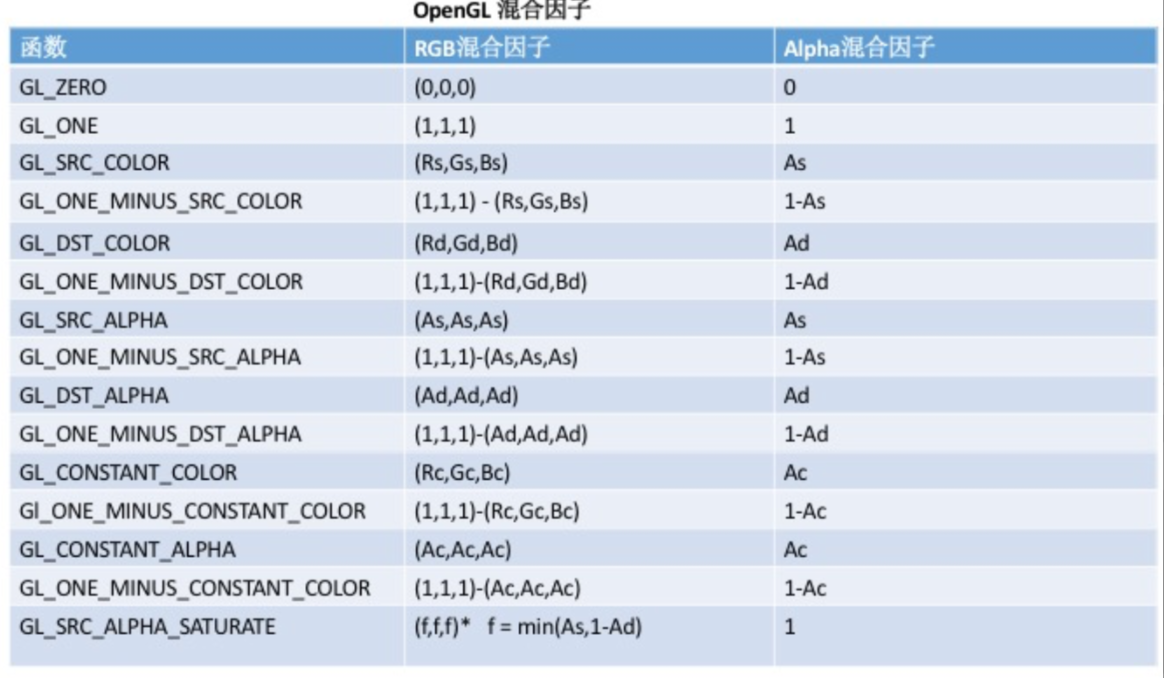 OpenGL 混合因子
函数 RGB混合因子 Alpha混合因子
GL_ZERO (0,0,0) 0
GL_ONE (1,1,1) 1
GL_SRC_COLOR (Rs,Gs,Bs) As
GL_ONE_MINUS_SRC_COLOR (1,1,1) - (Rs,Gs,Bs) 1-As
GL_DST_COLOR (Rd,Gd,Bd) Ad
GL_ONE_MINUS_DST_COLOR (1,1,1)-(Rd,Gd,Bd) 1-Ad
GL_SRC_ALPHA (As,As,As) As
GL_ONE_MINUS_SRC_ALPHA (1,1,1)-(As,As,As) 1-As
GL_DST_ALPHA (Ad,Ad,Ad) Ad
GL_ONE_MINUS_DST_ALPHA (1,1,1)-(Ad,Ad,Ad) 1-Ad
GL_CONSTANT_COLOR (Rc,Gc,Bc) Ac
Gl_ONE_MINUS_CONSTANT_COLOR (1,1,1)-(Rc,Gc,Bc) 1-Ac
GL_CONSTANT_ALPHA (Ac,Ac,Ac) Ac
GL_ONE_MINUS_CONSTANT_COLOR (1,1,1)-(Ac,Ac,Ac) 1-Ac
GL_SRC_ALPHA_SATURATE (f,f,f)* f = min(As,1-Ad) 1